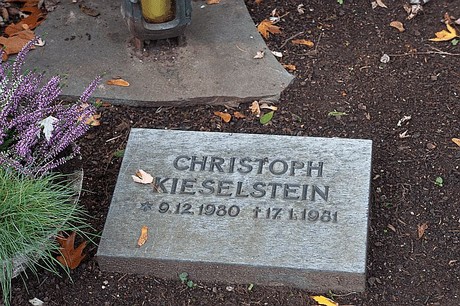 CHRISTOPH
KIESELSTEIN
* 9.12.1980 †17.1.1981